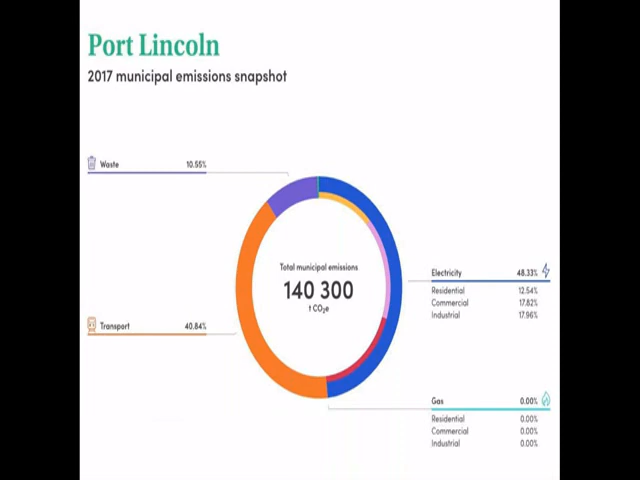 Port Lincoln
2017 municipal emissions snapshot
Waste 10.55%
Total municipal emissions
140 300
t CO₂e
Electricity 48.33%
Residential 12.54%
Commercial 17.82%
Industrial 17.96%
Transport 40.84%
Gas 0.00%
Residential 0.00%
Commercial 0.00%
Industrial 0.00%